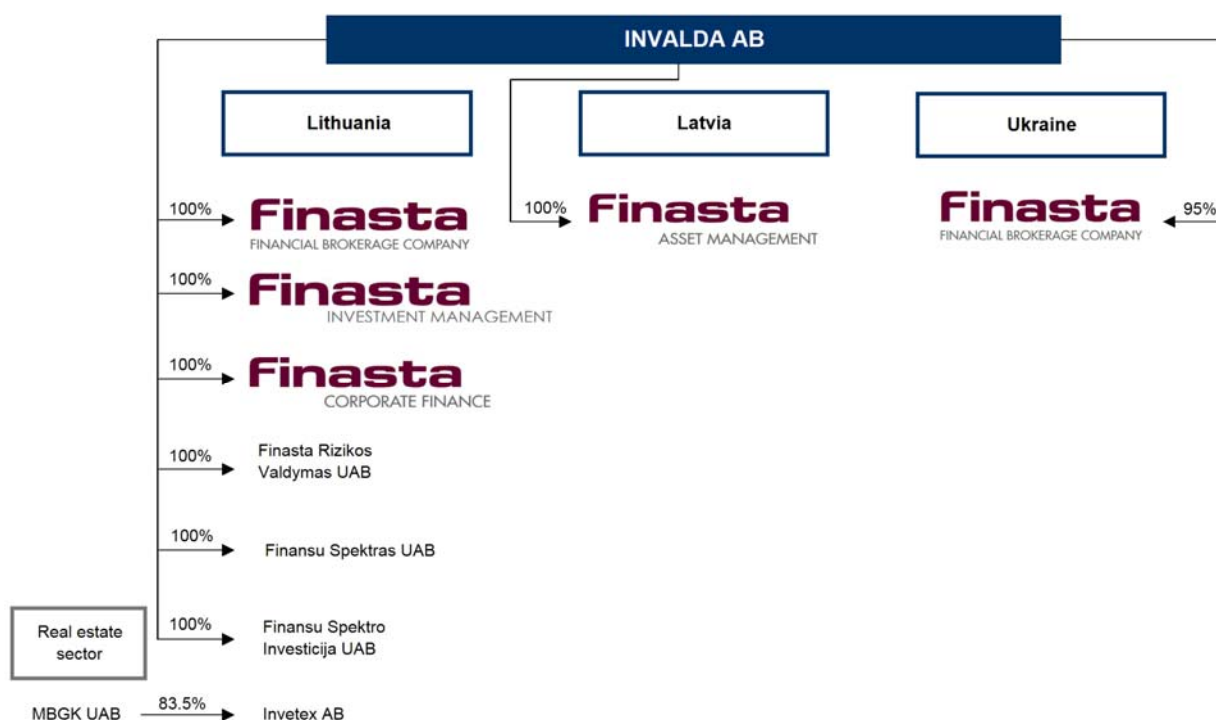 INVALDA AB
Lithuania
Latvia
Ukraine
100%
Finasta
FINANCIAL BROKERAGE COMPANY
100%
Finasta
ASSET MANAGEMENT
Finasta
FINANCIAL BROKERAGE COMPANY
95%
100%
Finasta
INVESTMENT MANAGEMENT
100%
Finasta
CORPORATE FINANCE
100%
Finasta Rizikos
Valdymas UAB
100%
Finansu Spektras UAB
Real estate
sector
100%
Finansu Spektro
Investicija UAB
MBGK UAB
83.5%
Invetex AB